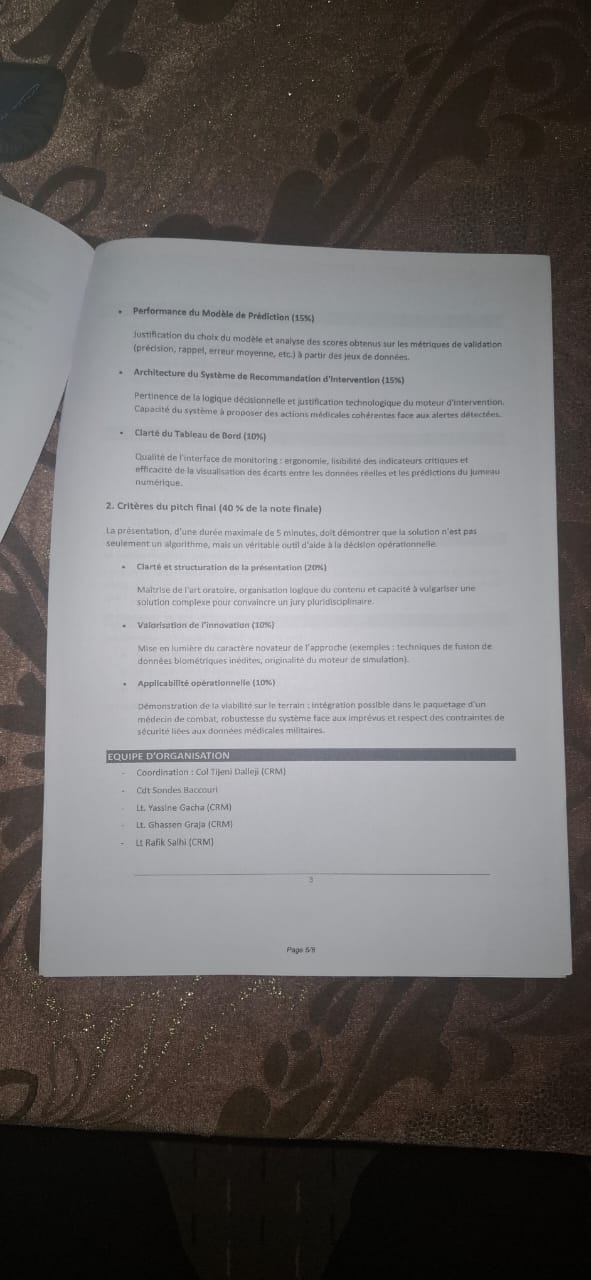 • Performance du Modèle de Prédiction (15%)
Justification du choix du modèle et analyse des scores obtenus sur les métriques de validation
(précision, rappel, erreur moyenne, etc.) à partir des jeux de données.
• Architecture du Système de Recommandation d'Intervention (15%)
Pertinence de la logique décisionnelle et justification technologique du moteur d'intervention.
Capacité du système à proposer des actions médicales cohérentes face aux alertes détectées.
• Clarté du Tableau de Bord (10%)
Qualité de l'interface de monitoring : ergonomie, lisibilité des indicateurs critiques et
efficacité de la visualisation des écarts entre les données réelles et les prédictions du jumeau
numérique.
2. Critères du pitch final (40 % de la note finale)
La présentation, d'une durée maximale de 5 minutes, doit démontrer que la solution n'est pas
seulement un algorithme, mais un véritable outil d'aide à la décision opérationnelle.
• Clarté et structuration de la présentation (20%)
Maîtrise de l'art oratoire, organisation logique du contenu et capacité à vulgariser une
solution complexe pour convaincre un jury pluridisciplinaire.
• Valorisation de l'innovation (10%)
Mise en lumière du caractère novateur de l'approche (exemples : techniques de fusion de
données biométriques inédites, originalité du moteur de simulation).
• Applicabilité opérationnelle (10%)
Démonstration de la viabilité sur le terrain : intégration possible dans le paquetage d'un
médecin de combat, robustesse du système face aux imprévus et respect des contraintes de
sécurité liées aux données médicales militaires.
EQUIPE D'ORGANISATION
- Coordination : Col Tijeni Dalleji (CRM)
- Cdt Sondes Baccouri
- Lt. Yassine Gacha (CRM)
- Lt. Ghassen Graja (CRM)
- Lt Rafik Salhi (CRM)
3
Page 6/8